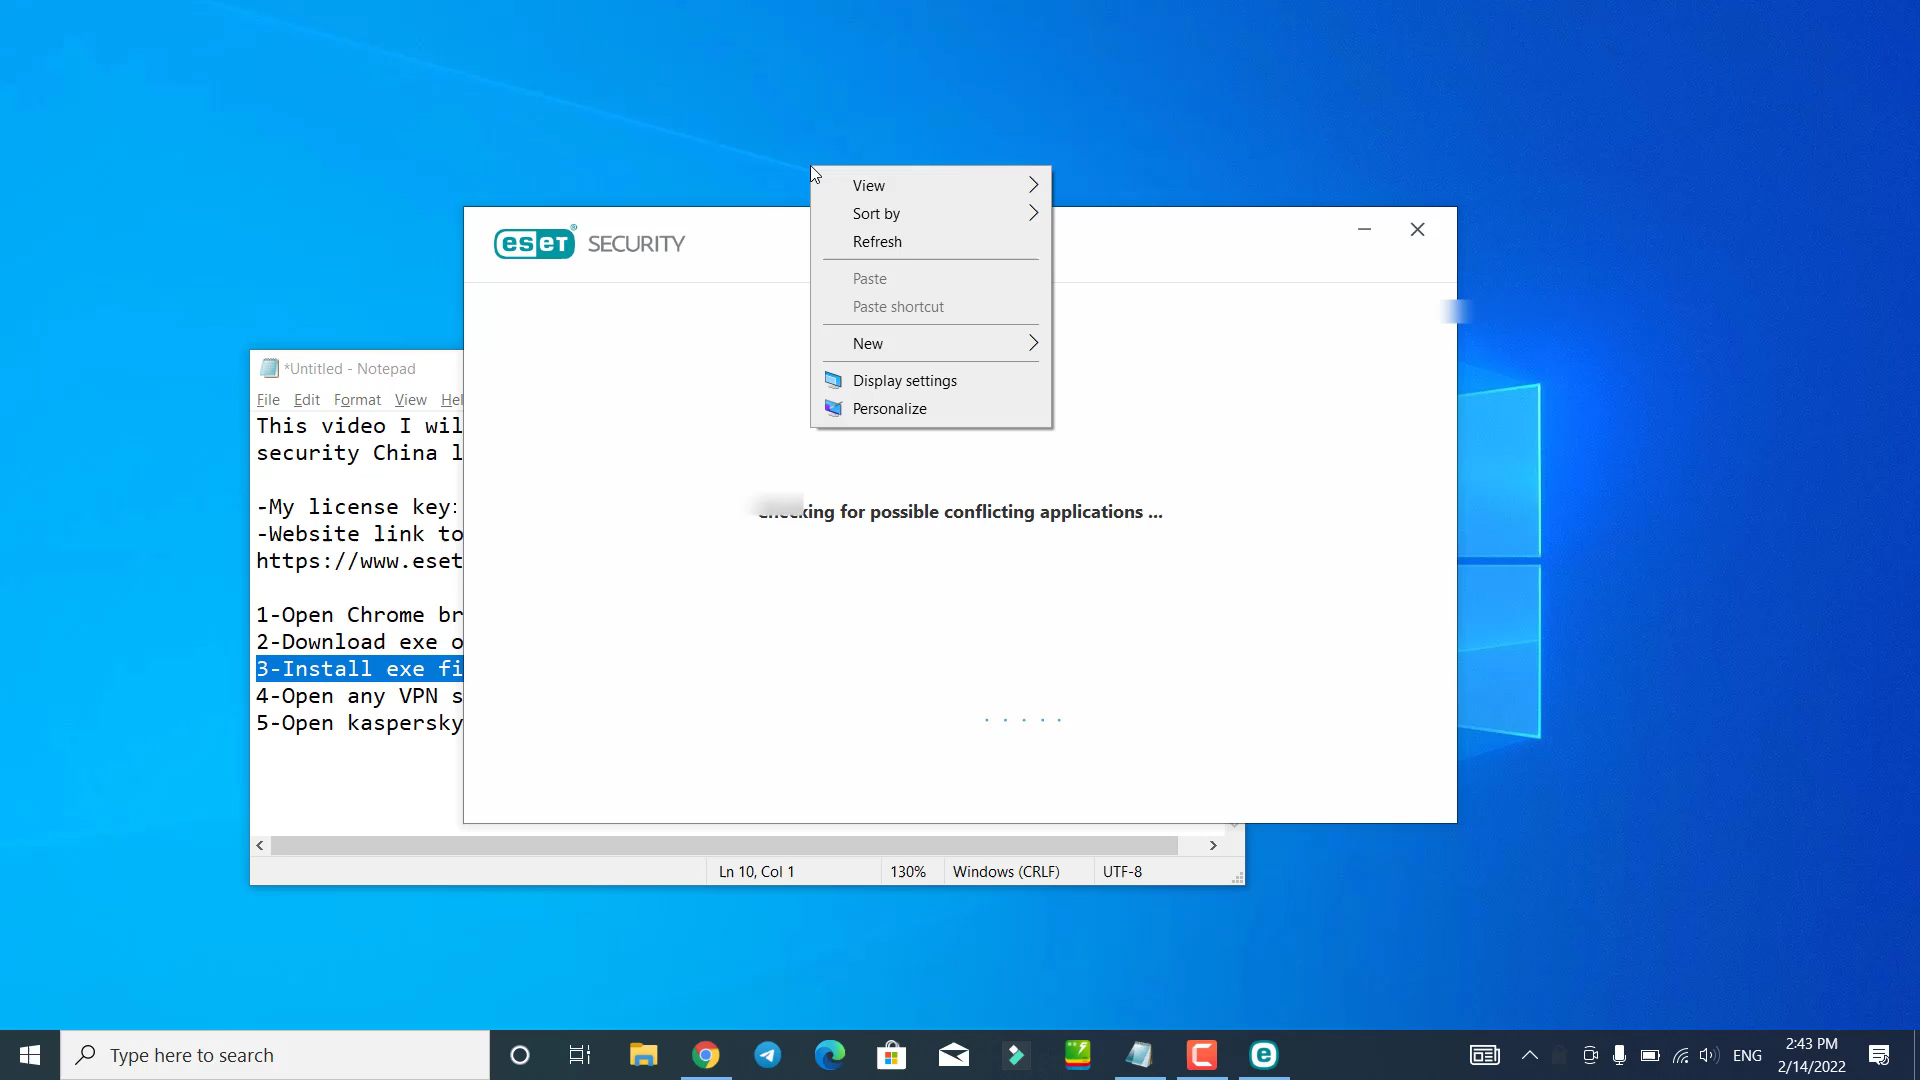 View
Sort by
Refresh
Paste
Paste shortcut
New
Display settings
Personalize
eset® SECURITY
Checking for possible conflicting applications ...
*Untitled - Notepad
File Edit Format View Hel
This video I wil
security China l
-My license key:
-Website link to
https://www.eset
1-Open Chrome br
2-Download exe o
3-Install exe fi
4-Open any VPN s
5-Open kaspersky
Ln 10, Col 1
130%
Windows (CRLF)
UTF-8
Type here to search
ENG
2:43 PM
2/14/2022